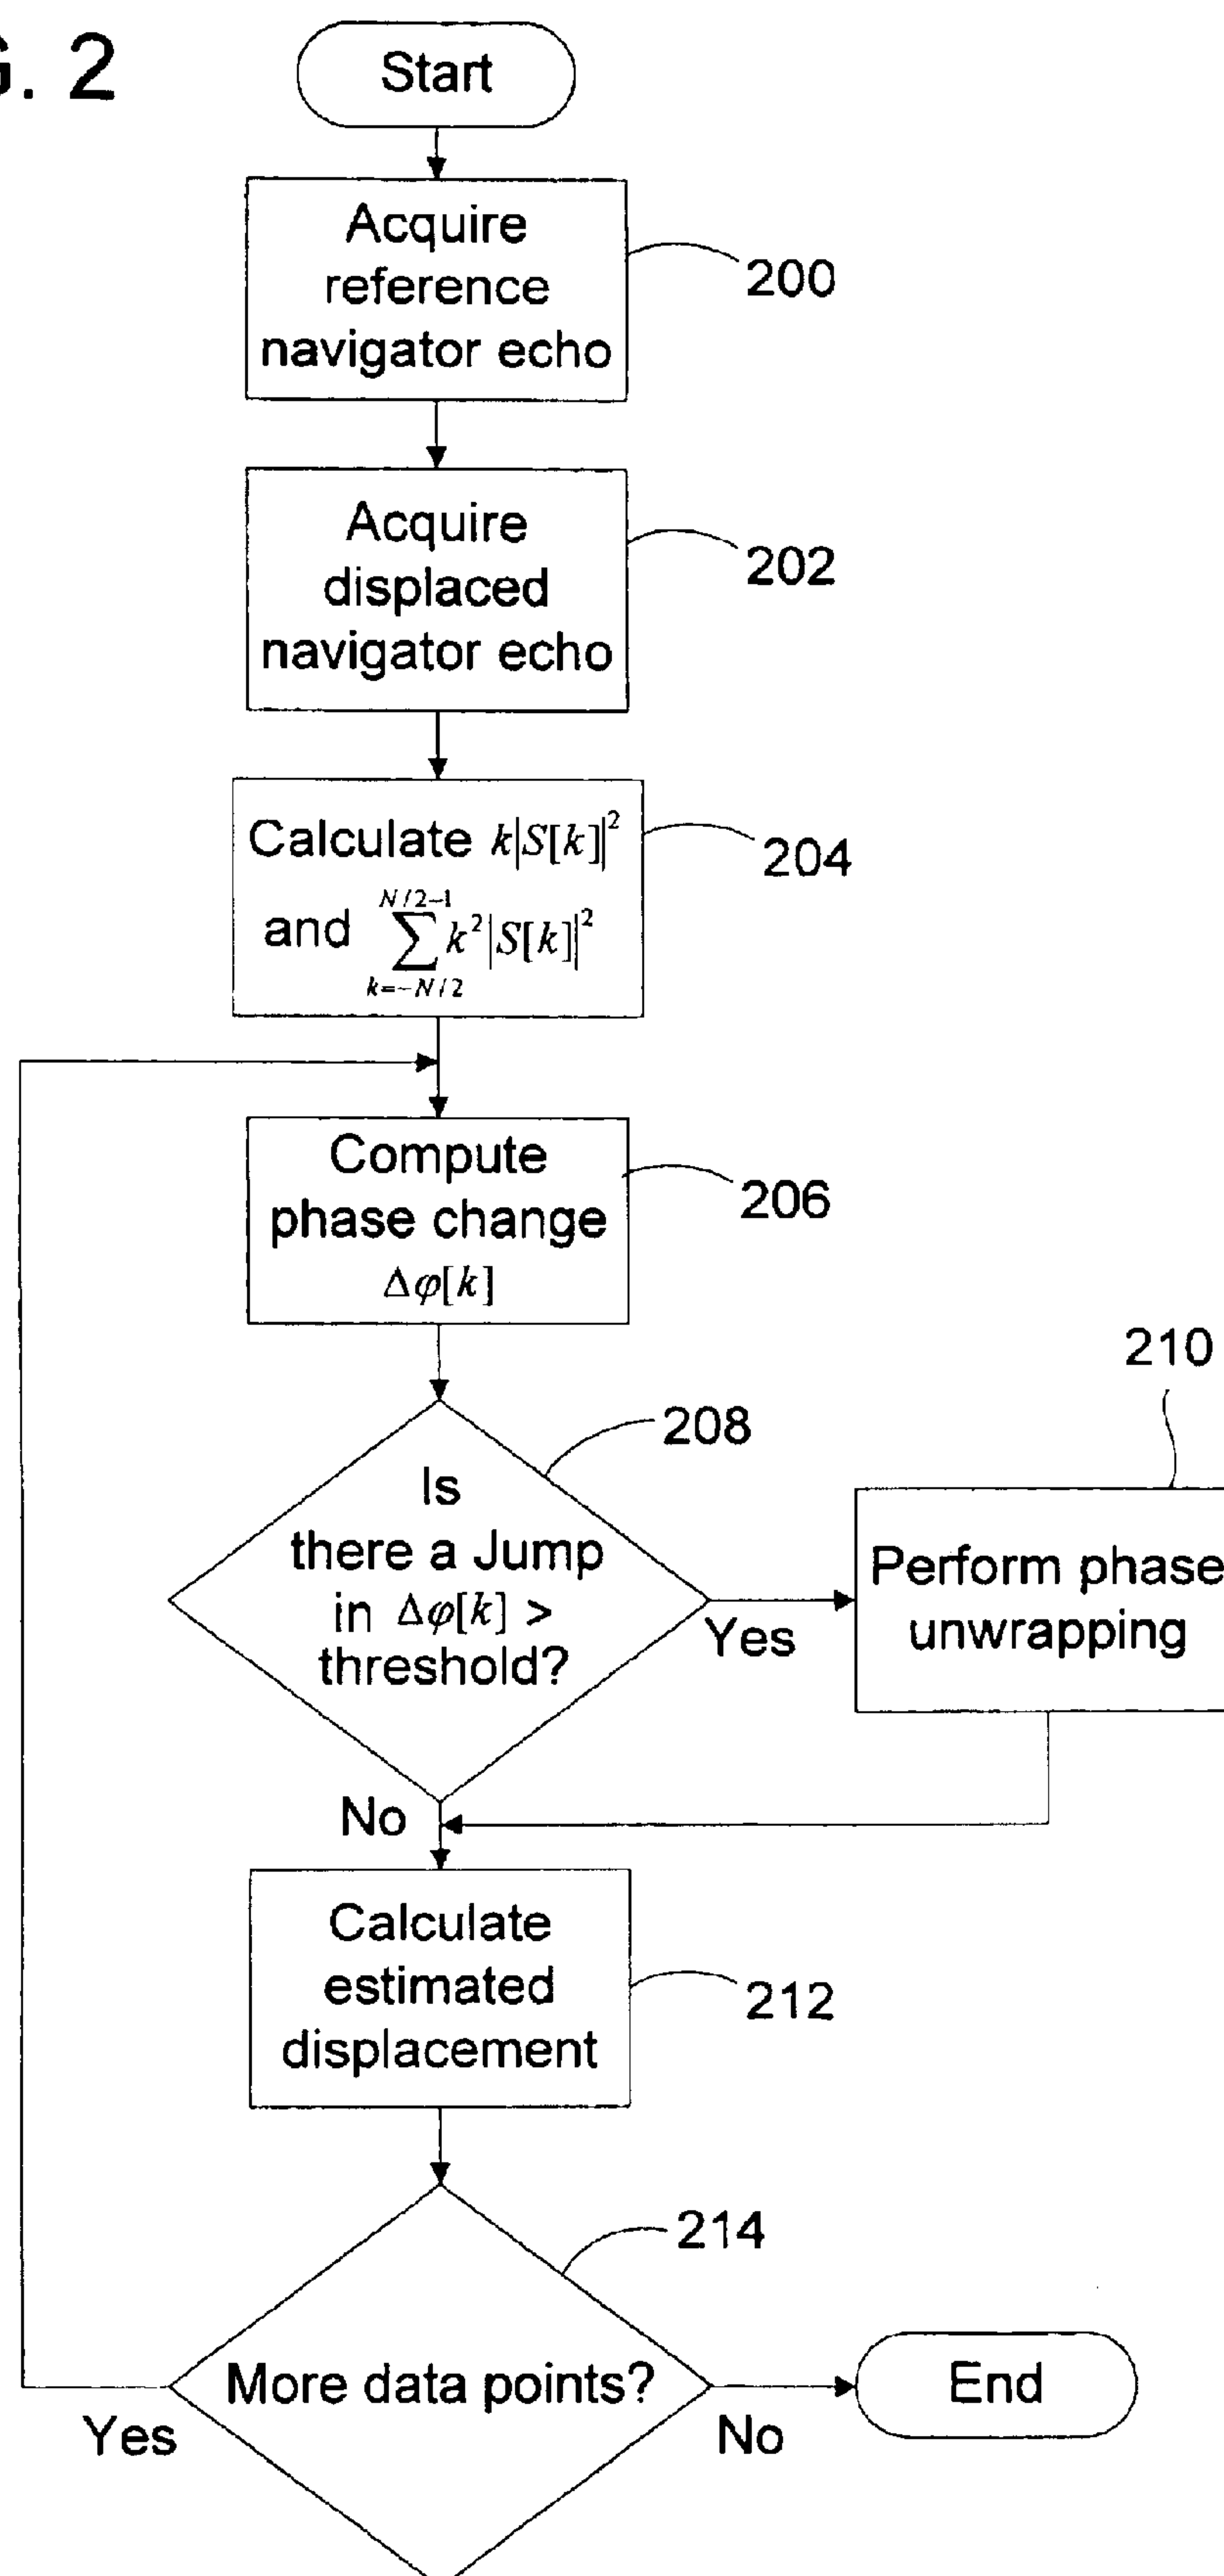 G. 2
Start
Acquire
reference
navigator echo
200
Acquire
displaced
navigator echo
202
Calculate k|S[k]|²
and \sum_{k=-N/2}^{N/2-1} k²|S[k]|²
204
Compute
phase change
Δφ[k]
206
Is
there a Jump
in Δφ[k] >
threshold?
208
Yes
210
Perform phase
unwrapping
No
Calculate
estimated
displacement
212
More data points?
214
Yes
No
End